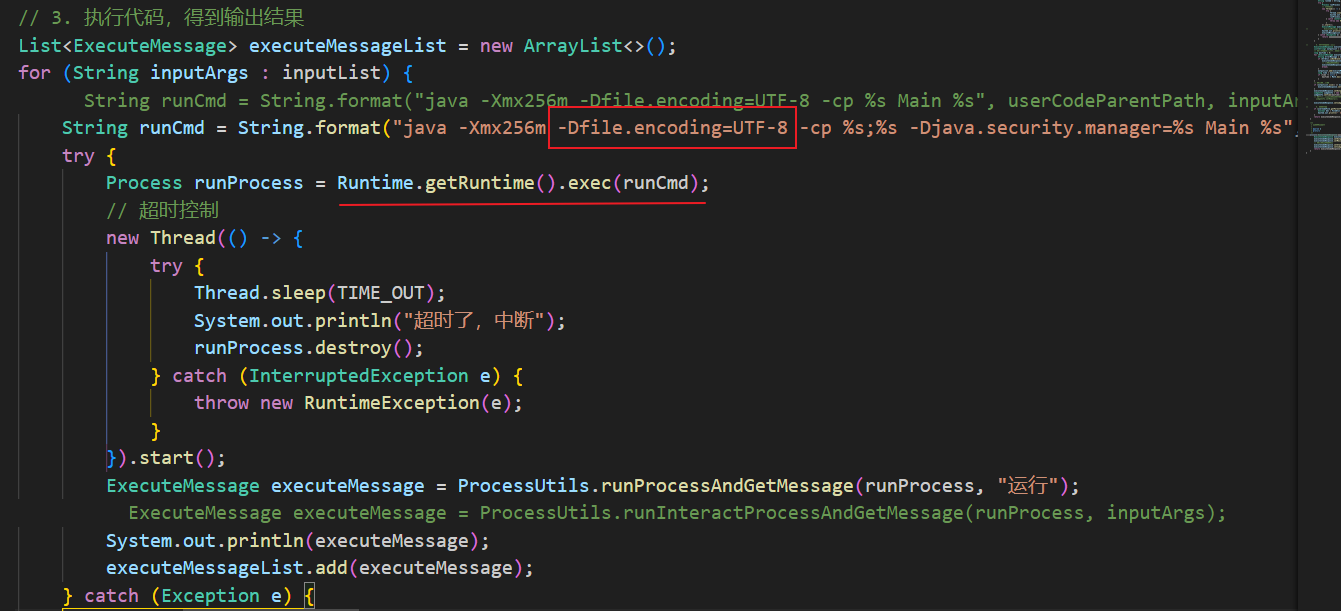 // 3. 执行代码，得到输出结果
List<ExecuteMessage> executeMessageList = new ArrayList<>();
for (String inputArgs : inputList) {
String runCmd = String.format("java -Xmx256m -Dfile.encoding=UTF-8 -cp %s Main %s", userCodeParentPath, inputAr
String runCmd = String.format("java -Xmx256m -Dfile.encoding=UTF-8 -cp %s;%s -Djava.security.manager=%s Main %s",
try {
Process runProcess = Runtime.getRuntime().exec(runCmd);
// 超时控制
new Thread(() -> {
try {
Thread.sleep(TIME_OUT);
System.out.println("超时了，中断");
runProcess.destroy();
} catch (InterruptedException e) {
throw new RuntimeException(e);
}
}).start();
ExecuteMessage executeMessage = ProcessUtils.runProcessAndGetMessage(runProcess, "运行");
ExecuteMessage executeMessage = ProcessUtils.runInteractProcessAndGetMessage(runProcess, inputArgs);
System.out.println(executeMessage);
executeMessageList.add(executeMessage);
} catch (Exception e) {